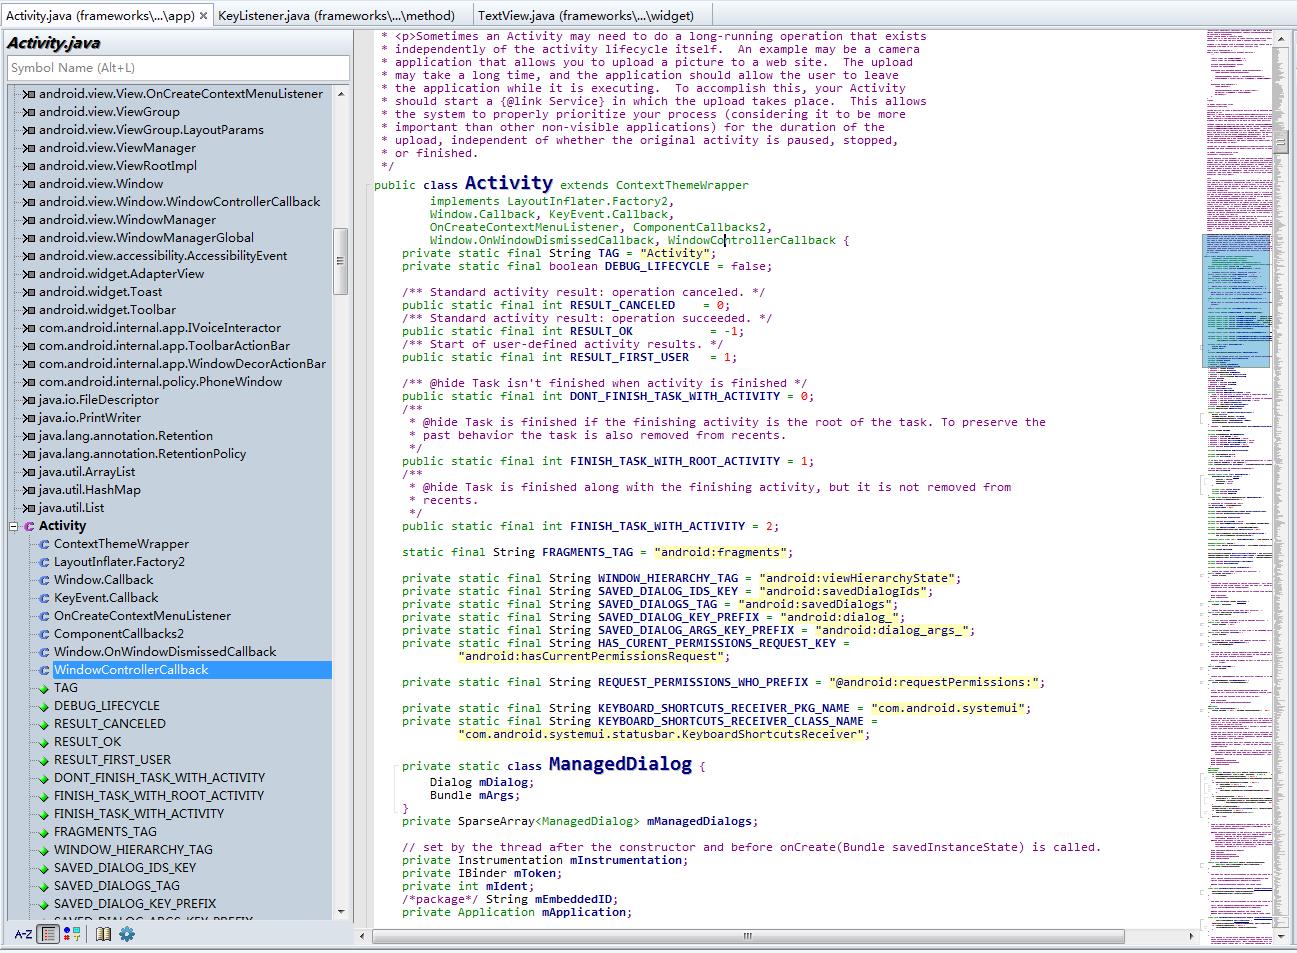 Activity.java (frameworks\...\app)
KeyListener.java (frameworks\...\method)
TextView.java (frameworks\...\widget)
Activity.java
Symbol Name (Alt+L)
android.view.View.OnCreateContextMenuListener
android.view.ViewGroup
android.view.ViewGroup.LayoutParams
android.view.ViewManager
android.view.ViewRootImpl
android.view.Window
android.view.Window.WindowControllerCallback
android.view.WindowManager
android.view.WindowManagerGlobal
android.view.accessibility.AccessibilityEvent
android.widget.AdapterView
android.widget.Toast
android.widget.Toolbar
com.android.internal.app.IVoiceInteractor
com.android.internal.app.ToolbarActionBar
com.android.internal.app.WindowDecorActionBar
com.android.internal.policy.PhoneWindow
java.io.FileDescriptor
java.io.PrintWriter
java.lang.annotation.Retention
java.lang.annotation.RetentionPolicy
java.util.ArrayList
java.util.HashMap
java.util.List
Activity
ContextThemeWrapper
LayoutInflater.Factory2
Window.Callback
KeyEvent.Callback
OnCreateContextMenuListener
ComponentCallbacks2
Window.OnWindowDismissedCallback
WindowControllerCallback
TAG
DEBUG_LIFECYCLE
RESULT_CANCELED
RESULT_OK
RESULT_FIRST_USER
DONT_FINISH_TASK_WITH_ACTIVITY
FINISH_TASK_WITH_ROOT_ACTIVITY
FINISH_TASK_WITH_ACTIVITY
FRAGMENTS_TAG
WINDOW_HIERARCHY_TAG
SAVED_DIALOG_IDS_KEY
SAVED_DIALOGS_TAG
SAVED_DIALOG_KEY_PREFIX
SAVED_DIALOG_ARGS_KEY_PREFIX
A-Z
* <p>Sometimes an Activity may need to do a long-running operation that exists
* independently of the activity lifecycle itself.  An example may be a camera
* application that allows you to upload a picture to a web site.  The upload
* may take a long time, and the application should allow the user to leave
* the application while it is executing.  To accomplish this, your Activity
* should start a {@link Service} in which the upload takes place.  This allows
* the system to properly prioritize your process (considering it to be more
* important than other non-visible applications) for the duration of the
* upload, independent of whether the original activity is paused, stopped,
* or finished.
*/
public class Activity extends ContextThemeWrapper
implements LayoutInflater.Factory2,
Window.Callback, KeyEvent.Callback,
OnCreateContextMenuListener, ComponentCallbacks2,
Window.OnWindowDismissedCallback, WindowControllerCallback {
private static final String TAG = "Activity";
private static final boolean DEBUG_LIFECYCLE = false;
/** Standard activity result: operation canceled. */
public static final int RESULT_CANCELED    = 0;
/** Standard activity result: operation succeeded. */
public static final int RESULT_OK           = -1;
/** Start of user-defined activity results. */
public static final int RESULT_FIRST_USER   = 1;
/** @hide Task isn't finished when activity is finished */
public static final int DONT_FINISH_TASK_WITH_ACTIVITY = 0;
/**
* @hide Task is finished if the finishing activity is the root of the task. To preserve the
* past behavior the task is also removed from recents.
*/
public static final int FINISH_TASK_WITH_ROOT_ACTIVITY = 1;
/**
* @hide Task is finished along with the finishing activity, but it is not removed from
* recents.
*/
public static final int FINISH_TASK_WITH_ACTIVITY = 2;
static final String FRAGMENTS_TAG = "android:fragments";
private static final String WINDOW_HIERARCHY_TAG = "android:viewHierarchyState";
private static final String SAVED_DIALOG_IDS_KEY = "android:savedDialogIds";
private static final String SAVED_DIALOGS_TAG = "android:savedDialogs";
private static final String SAVED_DIALOG_KEY_PREFIX = "android:dialog_";
private static final String SAVED_DIALOG_ARGS_KEY_PREFIX = "android:dialog_args_";
private static final String HAS_CURENT_PERMISSIONS_REQUEST_KEY =
"android:hasCurrentPermissionsRequest";
private static final String REQUEST_PERMISSIONS_WHO_PREFIX = "@android:requestPermissions:";
private static final String KEYBOARD_SHORTCUTS_RECEIVER_PKG_NAME = "com.android.systemui";
private static final String KEYBOARD_SHORTCUTS_RECEIVER_CLASS_NAME =
"com.android.systemui.statusbar.KeyboardShortcutsReceiver";
private static class ManagedDialog {
Dialog mDialog;
Bundle mArgs;
}
private SparseArray<ManagedDialog> mManagedDialogs;
// set by the thread after the constructor and before onCreate(Bundle savedInstanceState) is called.
private Instrumentation mInstrumentation;
private IBinder mToken;
private int mIdent;
/*package*/ String mEmbeddedID;
private Application mApplication;